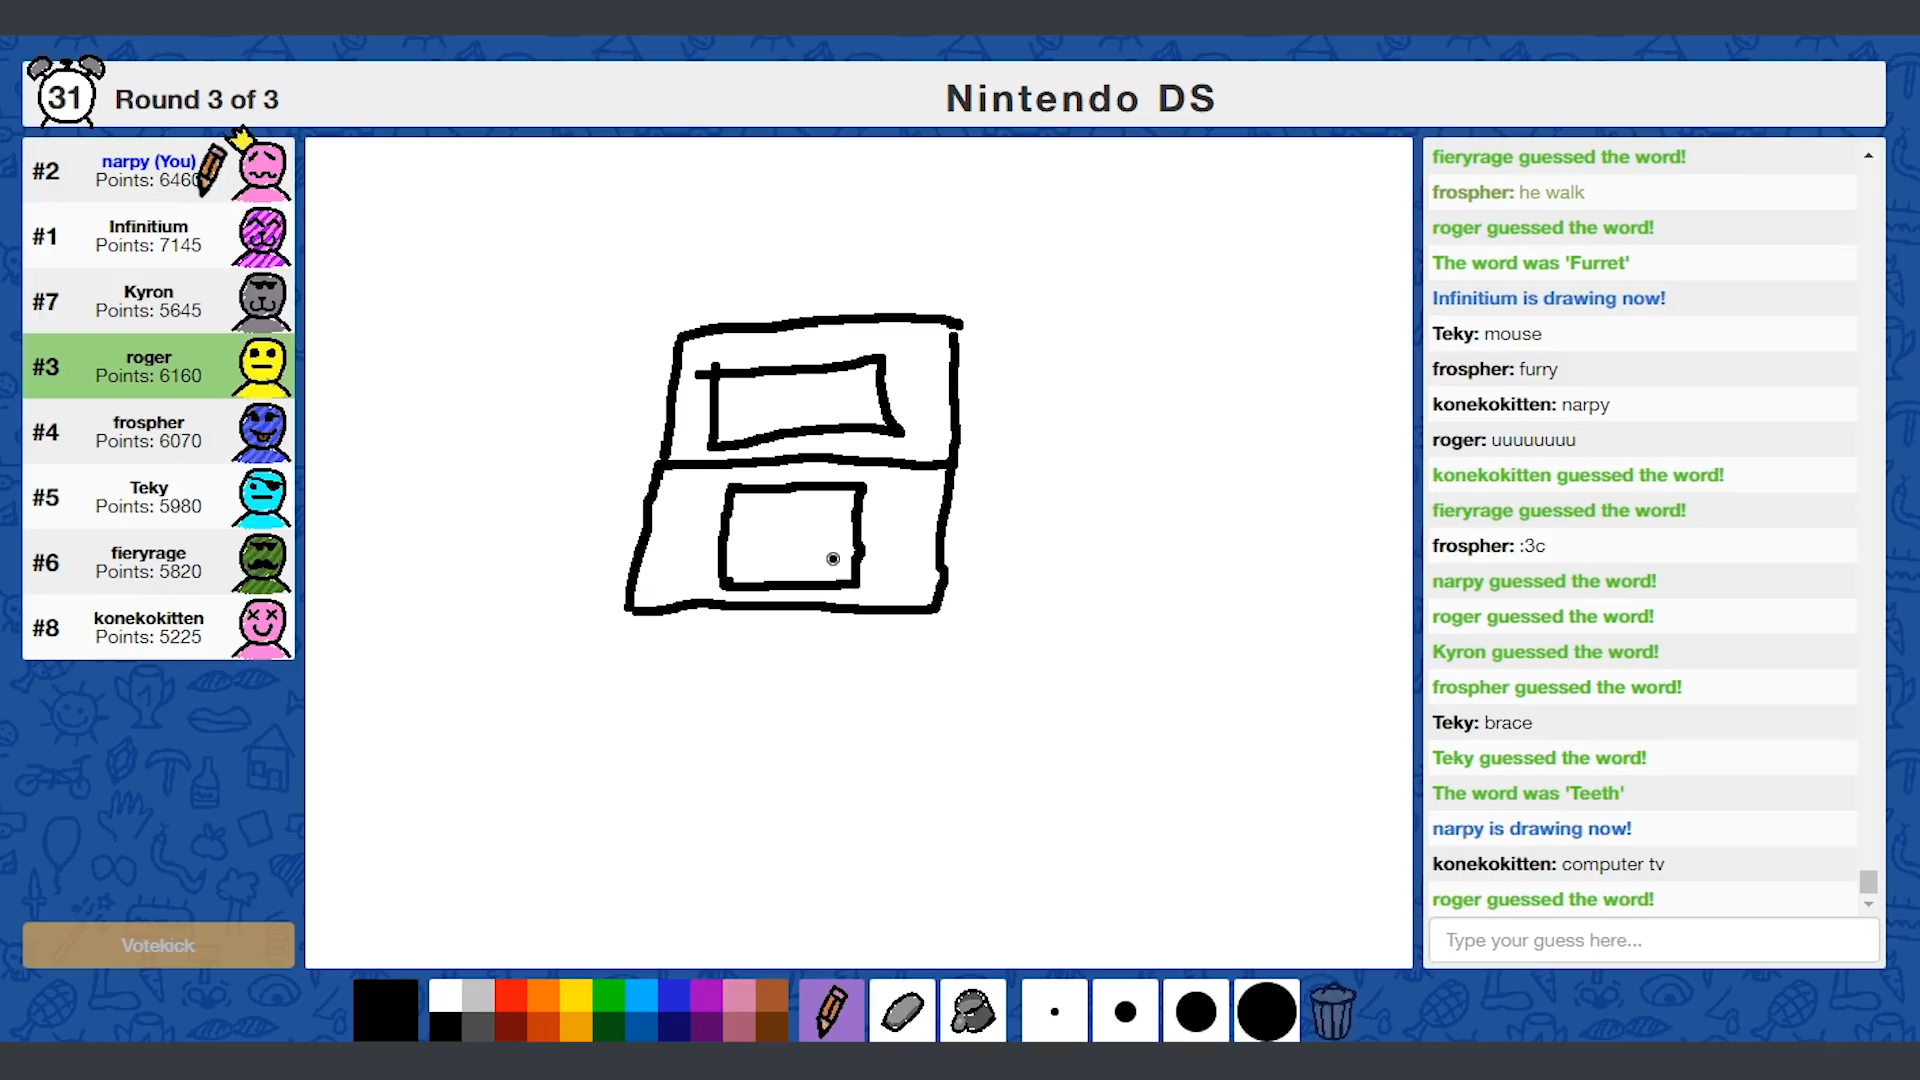 31
Round 3 of 3
Nintendo DS
#2
narpy (You)
Points: 6460
#1
Infinitium
Points: 7145
#7
Kyron
Points: 5645
#3
roger
Points: 6160
#4
frospher
Points: 6070
#5
Teky
Points: 5980
#6
fieryrage
Points: 5820
#8
konekokitten
Points: 5225
Votekick
fieryrage guessed the word!
frospher: he walk
roger guessed the word!
The word was 'Furret'
Infinitium is drawing now!
Teky: mouse
frospher: furry
konekokitten: narpy
roger: uuuuuuuu
konekokitten guessed the word!
fieryrage guessed the word!
frospher: :3c
narpy guessed the word!
roger guessed the word!
Kyron guessed the word!
frospher guessed the word!
Teky: brace
Teky guessed the word!
The word was 'Teeth'
narpy is drawing now!
konekokitten: computer tv
roger guessed the word!
Type your guess here...